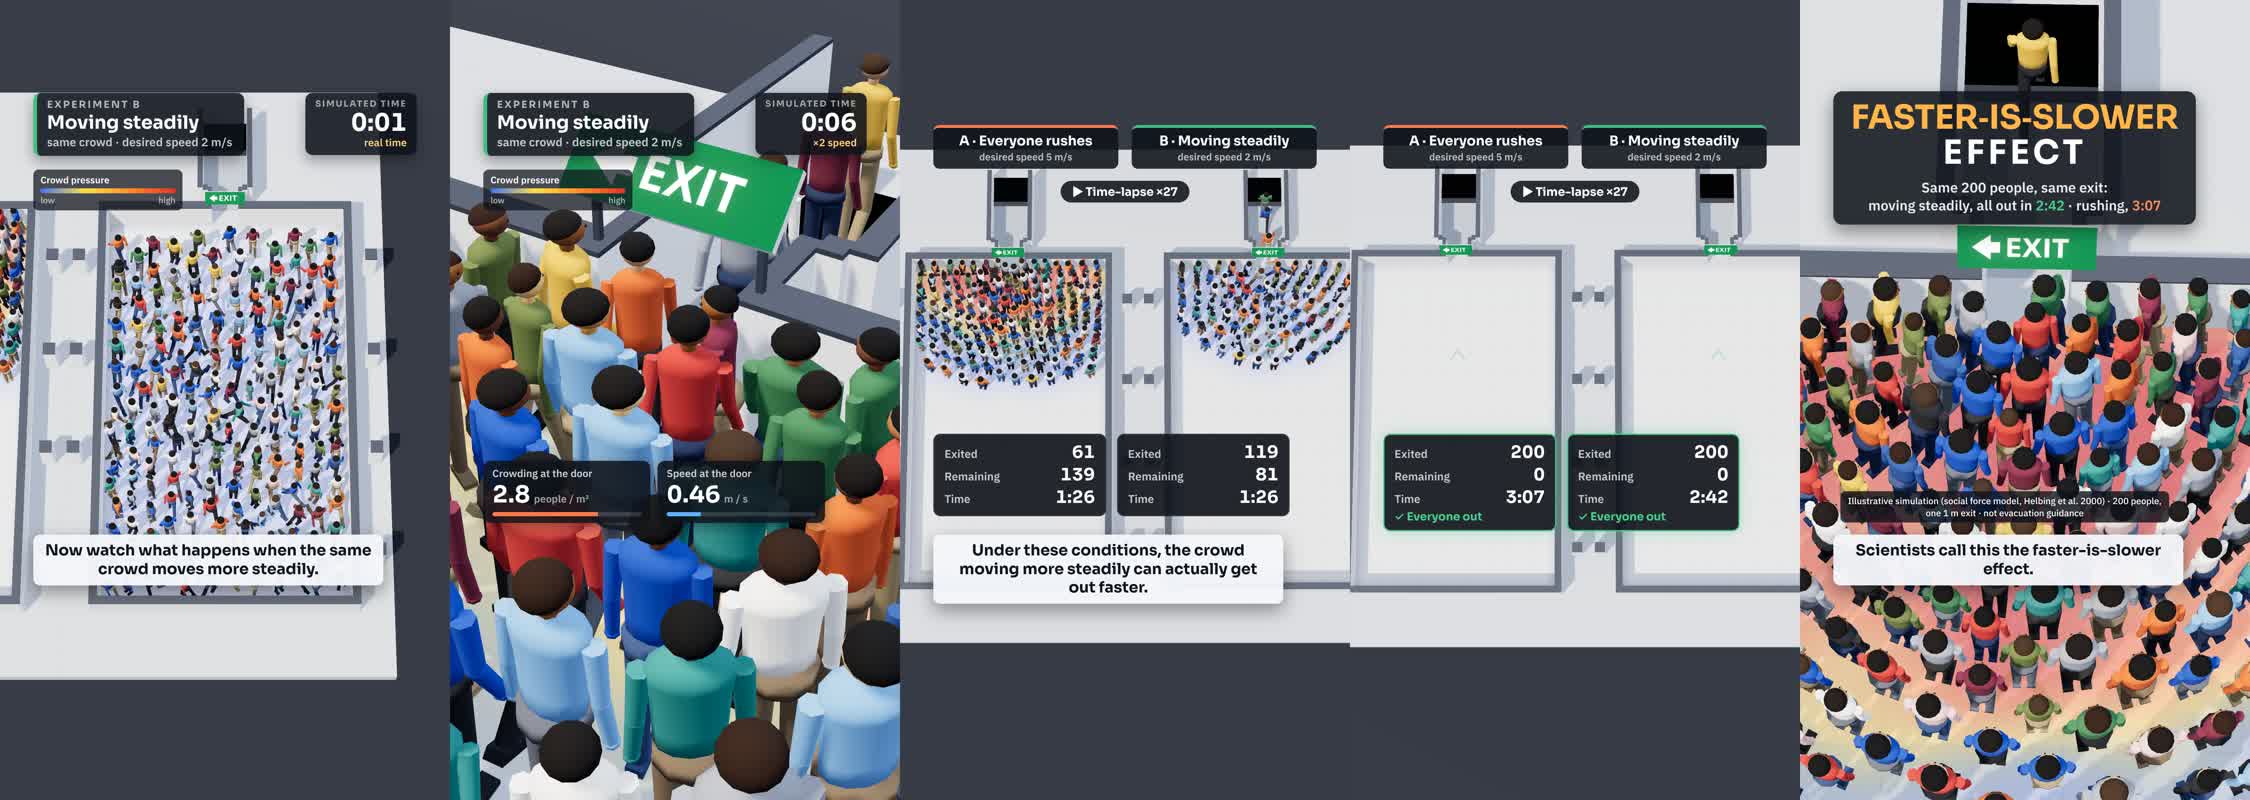 EXPERIMENT B
Moving steadily
same crowd · desired speed 2 m/s
SIMULATED TIME
0:01
real time
Crowd pressure
low high
EXIT
Now watch what happens when the same
crowd moves more steadily.
EXPERIMENT B
Moving steadily
same crowd · desired speed 2 m/s
SIMULATED TIME
0:06
×2 speed
Crowd pressure
low high
EXIT
Crowding at the door
2.8 people / m²
Speed at the door
0.46 m / s
A · Everyone rushes
desired speed 5 m/s
B · Moving steadily
desired speed 2 m/s
▶ Time-lapse ×27
EXIT
EXIT
Exited 61
Remaining 139
Time 1:26
Exited 119
Remaining 81
Time 1:26
Under these conditions, the crowd
moving more steadily can actually get
out faster.
A · Everyone rushes
desired speed 5 m/s
B · Moving steadily
desired speed 2 m/s
▶ Time-lapse ×27
EXIT
EXIT
Exited 200
Remaining 0
Time 3:07
✓ Everyone out
Exited 200
Remaining 0
Time 2:42
✓ Everyone out
FASTER-IS-SLOWER
EFFECT
Same 200 people, same exit:
moving steadily, all out in 2:42 · rushing, 3:07
EXIT
Illustrative simulation (social force model, Helbing et al. 2000) · 200 people,
one 1 m exit · not evacuation guidance
Scientists call this the faster-is-slower
effect.